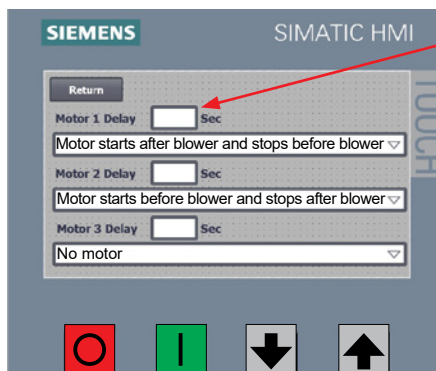 SIEMENS SIMATIC HMI
TOUCH
Return
Motor 1 Delay Sec
Motor starts after blower and stops before blower
Motor 2 Delay Sec
Motor starts before blower and stops after blower
Motor 3 Delay Sec
No motor